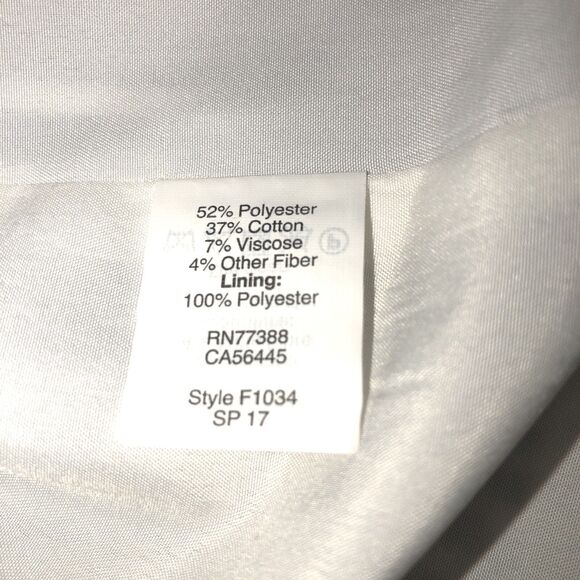 52% Polyester
37% Cotton
7% Viscose
4% Other Fiber
Lining:
100% Polyester
RN77388
CA56445
Style F1034
SP 17